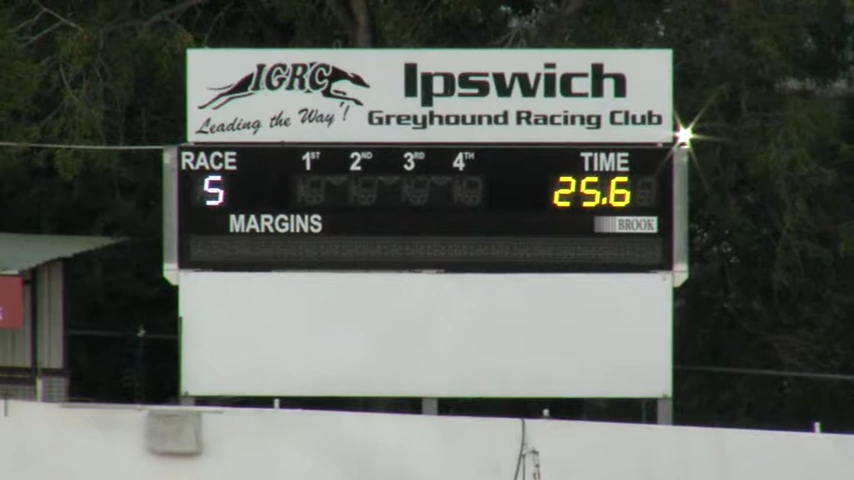 IGRC Ipswich
Leading the Way'! Greyhound Racing Club
RACE 1ST 2ND 3RD 4TH TIME
5 25.6
MARGINS BROOK